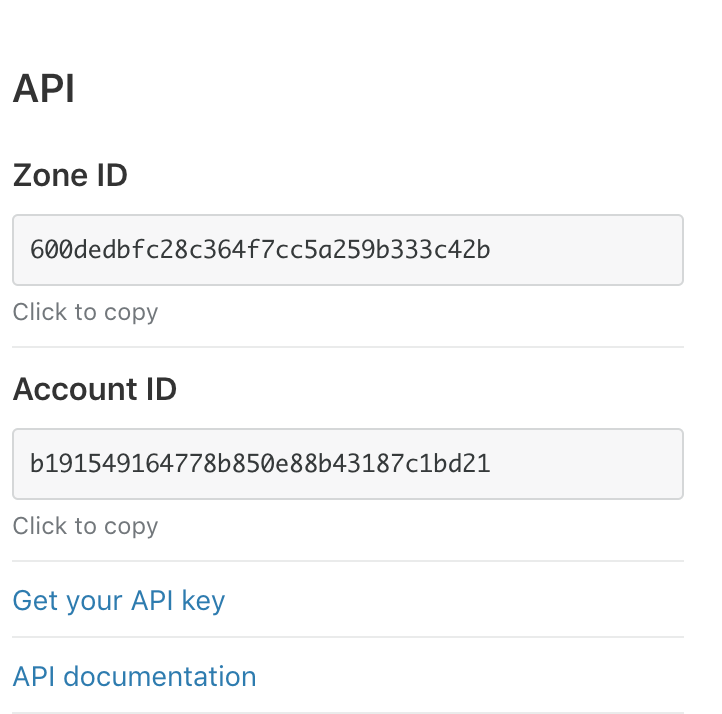 API
Zone ID
600dedbfc28c364f7cc5a259b333c42b
Click to copy
Account ID
b191549164778b850e88b43187c1bd21
Click to copy
Get your API key
API documentation